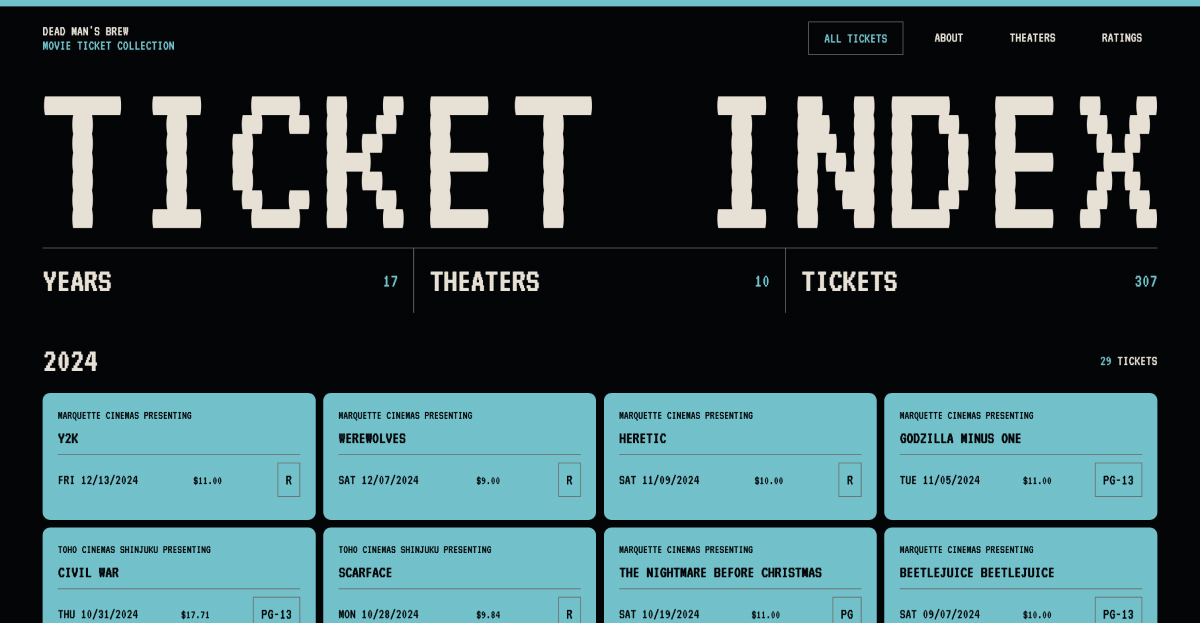 DEAD MAN'S BREW
MOVIE TICKET COLLECTION
ALL TICKETS
ABOUT
THEATERS
RATINGS
TICKET INDEX
YEARS 17
THEATERS 10
TICKETS 307
2024
29 TICKETS
MARQUETTE CINEMAS PRESENTING
Y2K
FRI 12/13/2024 $11.00 R
MARQUETTE CINEMAS PRESENTING
WEREWOLVES
SAT 12/07/2024 $9.00 R
MARQUETTE CINEMAS PRESENTING
HERETIC
SAT 11/09/2024 $10.00 R
MARQUETTE CINEMAS PRESENTING
GODZILLA MINUS ONE
TUE 11/05/2024 $11.00 PG-13
TOHO CINEMAS SHINJUKU PRESENTING
CIVIL WAR
THU 10/31/2024 $17.71 PG-13
TOHO CINEMAS SHINJUKU PRESENTING
SCARFACE
MON 10/28/2024 $9.84 R
MARQUETTE CINEMAS PRESENTING
THE NIGHTMARE BEFORE CHRISTMAS
SAT 10/19/2024 $11.00 PG
MARQUETTE CINEMAS PRESENTING
BEETLEJUICE BEETLEJUICE
SAT 09/07/2024 $10.00 PG-13